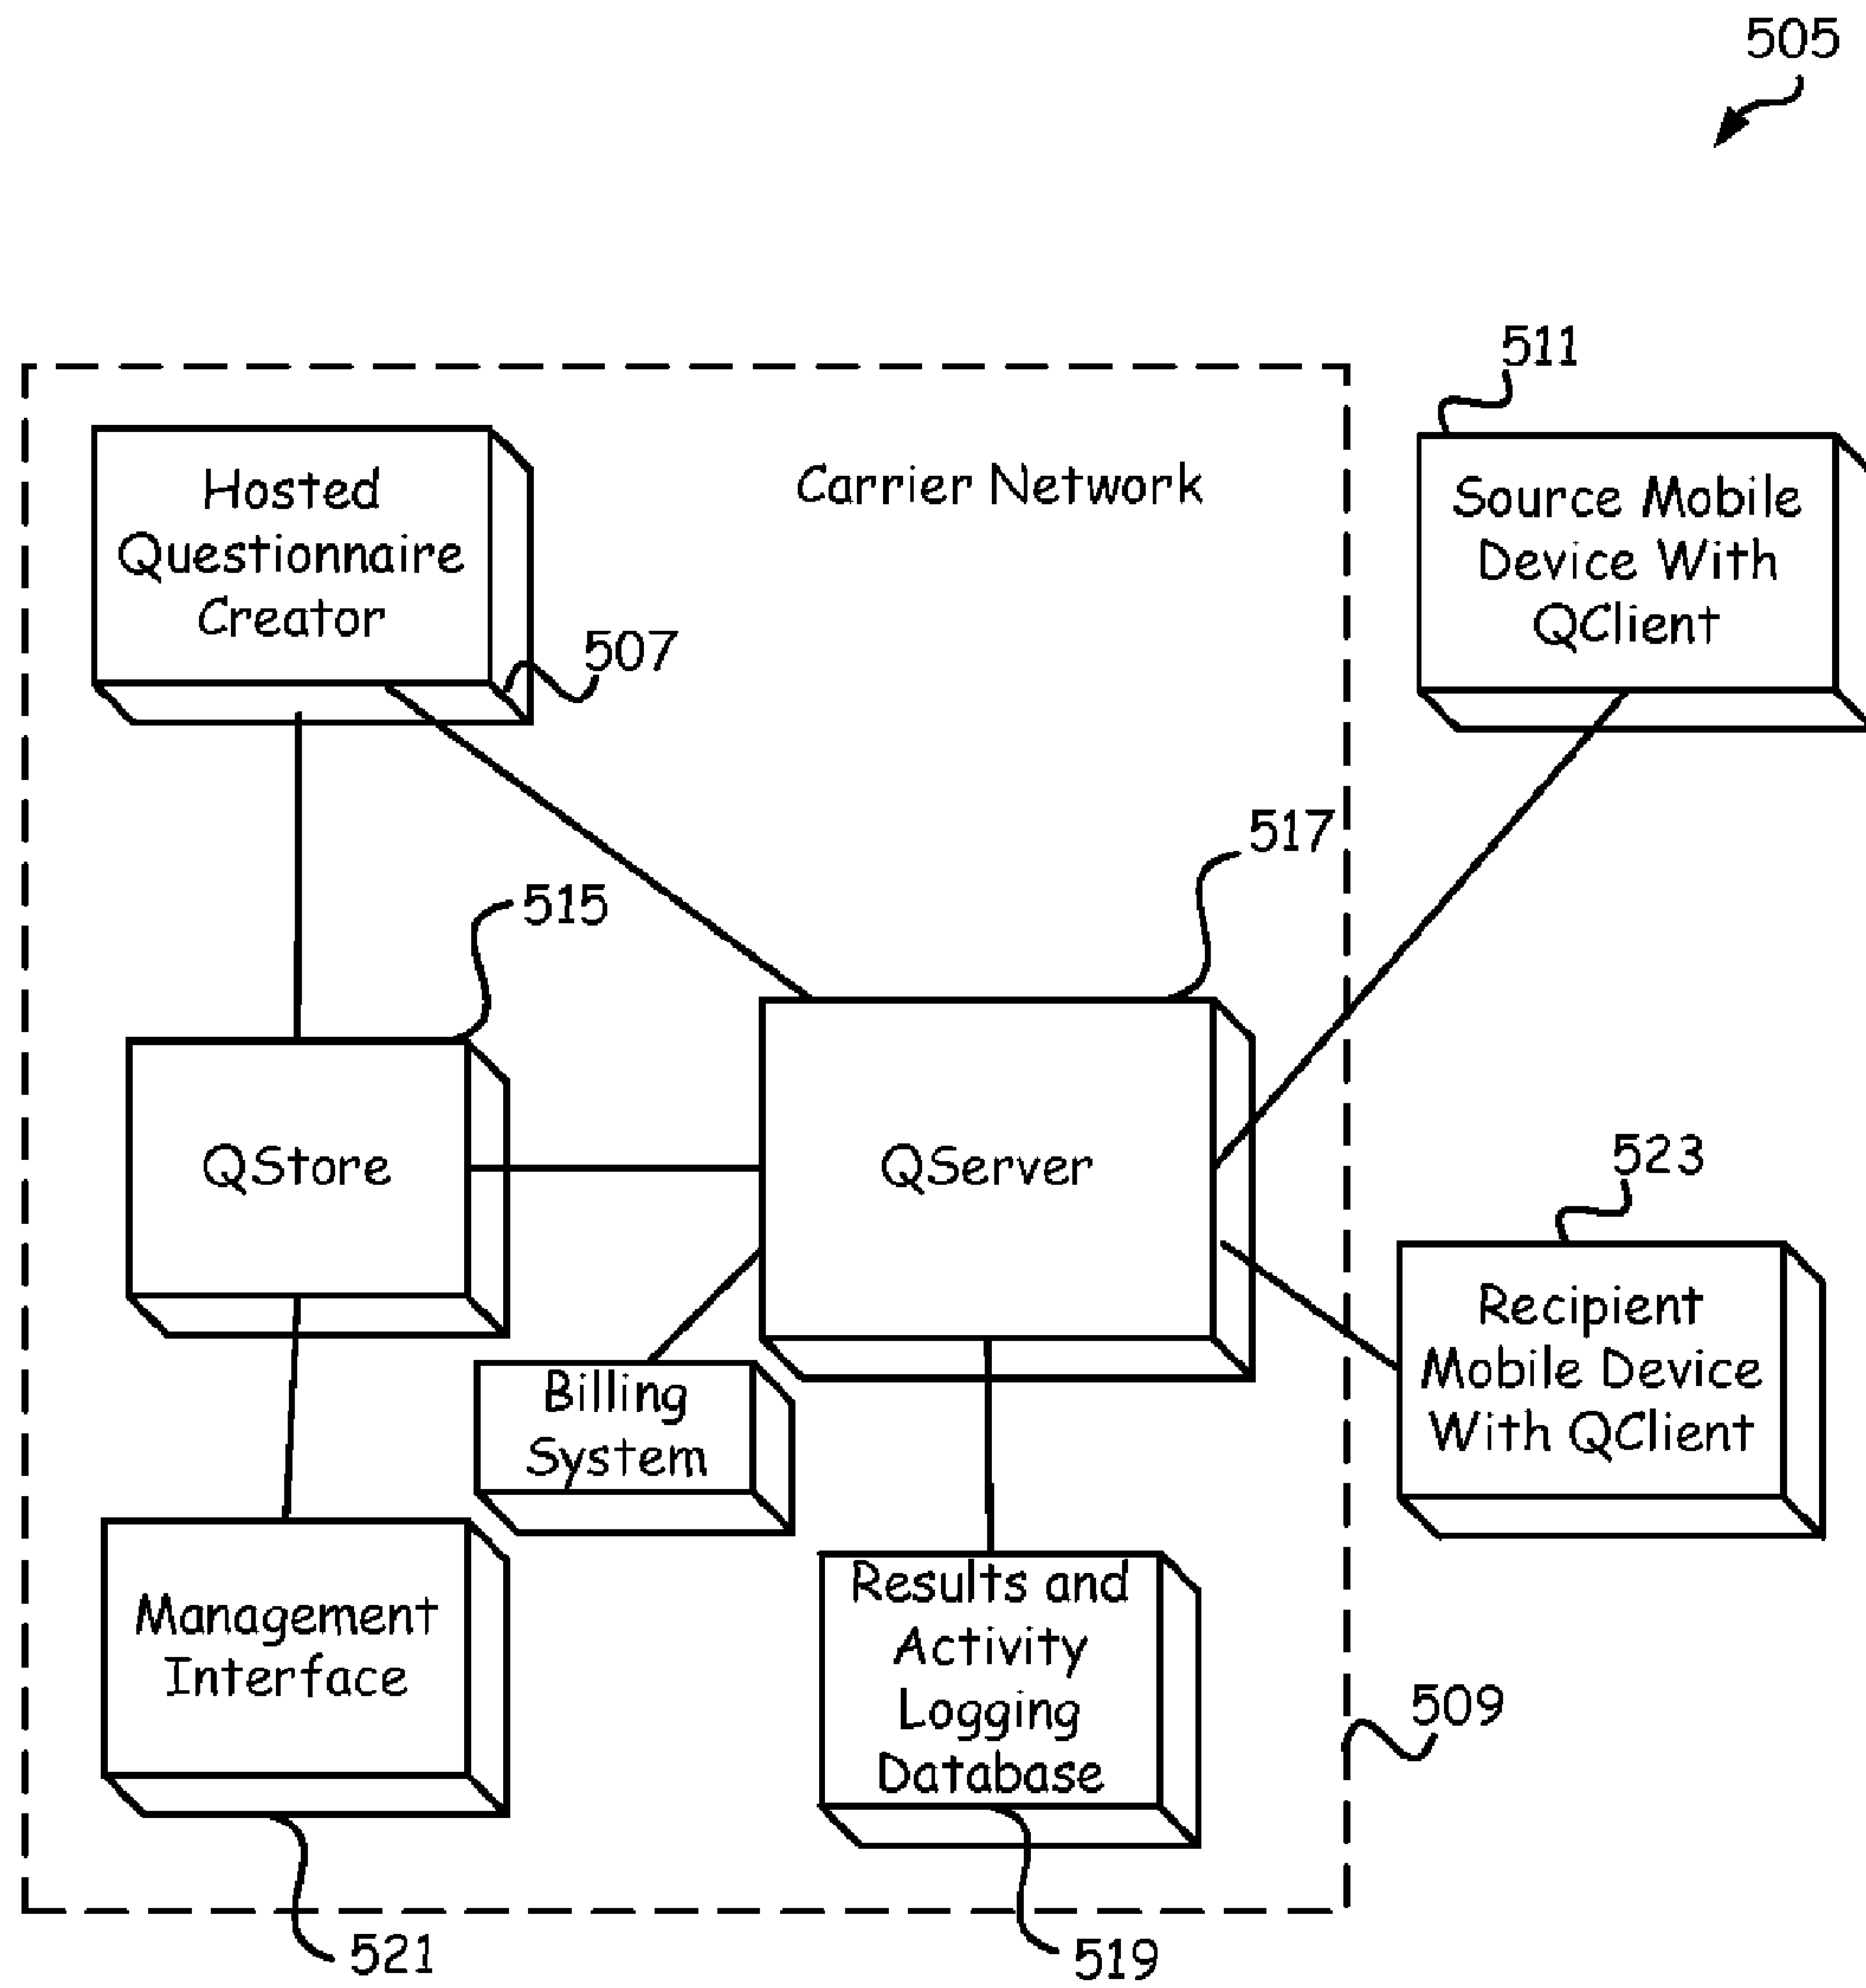 505
511
Hosted
Questionnaire
Creator
Carrier Network
Source Mobile
Device With
QClient
507
517
515
QStore
QServer
523
Recipient
Mobile Device
With QClient
Billing
System
Management
Interface
Results and
Activity
Logging
Database
509
521
519